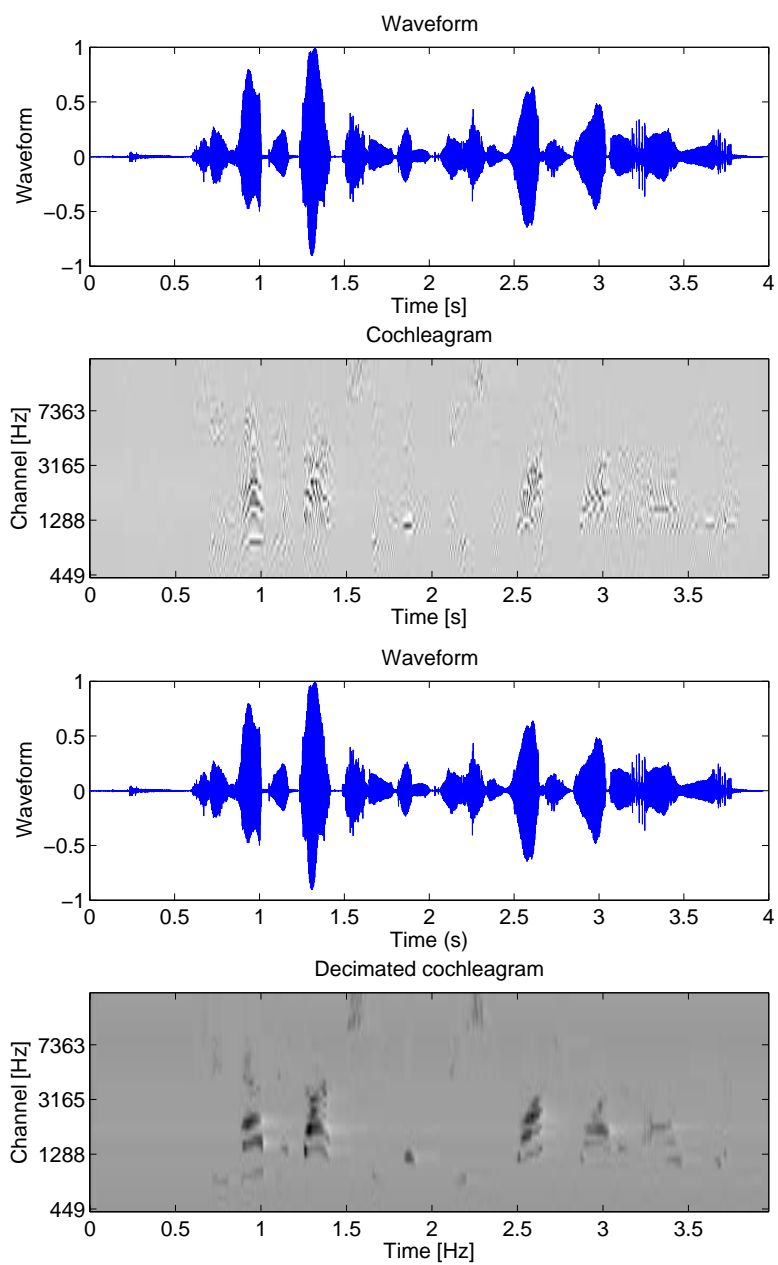 Waveform
1
0.5
0
−0.5
−1
Waveform
0 0.5 1 1.5 2 2.5 3 3.5 4
Time [s]
Cochleagram
7363
3165
1288
449
Channel [Hz]
0 0.5 1 1.5 2 2.5 3 3.5
Time [s]
Waveform
1
0.5
0
−0.5
−1
Waveform
0 0.5 1 1.5 2 2.5 3 3.5 4
Time (s)
Decimated cochleagram
7363
3165
1288
449
Channel [Hz]
0 0.5 1 1.5 2 2.5 3 3.5
Time [Hz]